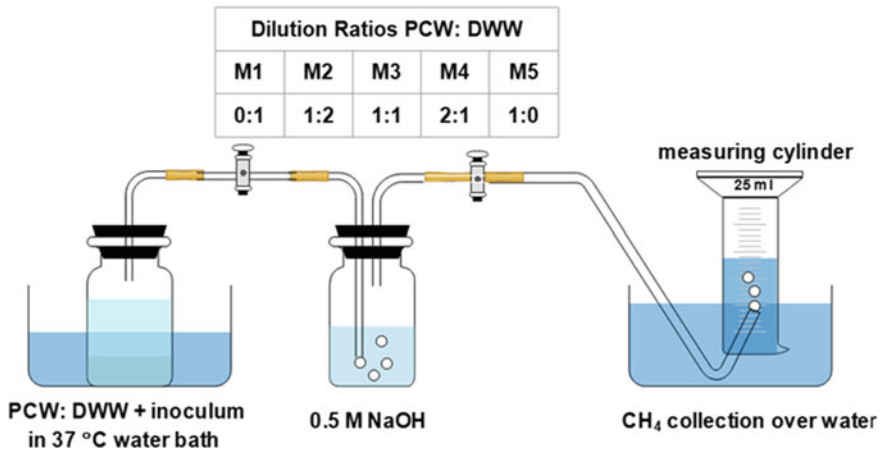 Dilution Ratios PCW: DWW
M1 M2 M3 M4 M5
0:1 1:2 1:1 2:1 1:0
measuring cylinder
25 ml
PCW: DWW + inoculum
in 37 °C water bath
0.5 M NaOH
CH₄ collection over water